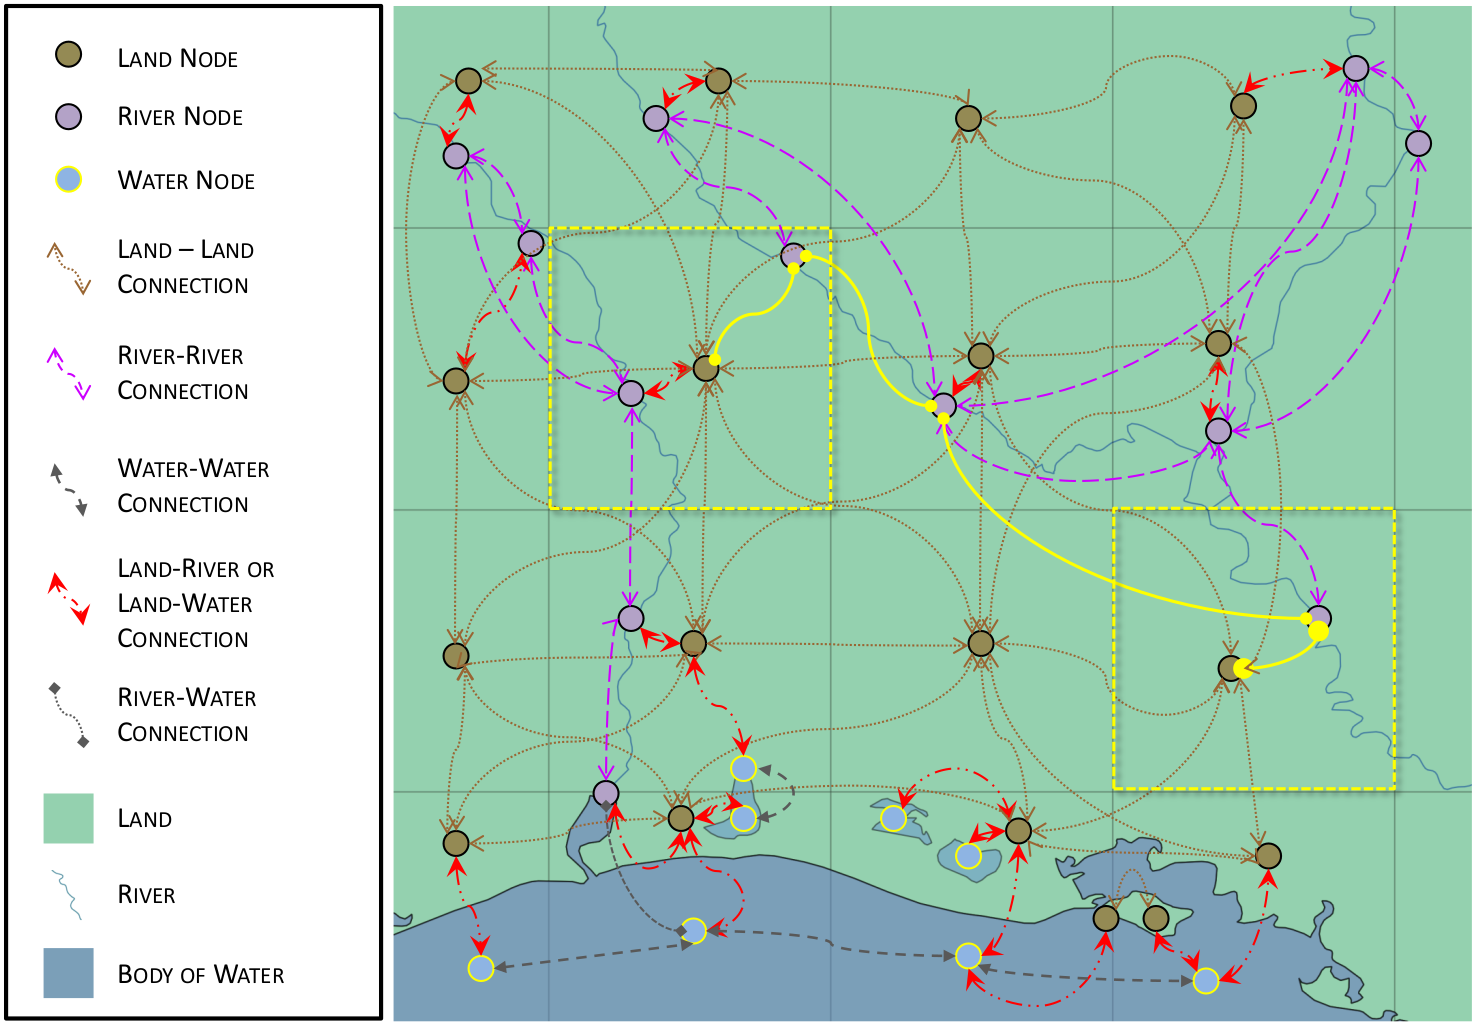 LAND NODE
RIVER NODE
WATER NODE
LAND – LAND
CONNECTION
RIVER-RIVER
CONNECTION
WATER-WATER
CONNECTION
LAND-RIVER OR
LAND-WATER
CONNECTION
RIVER-WATER
CONNECTION
LAND
RIVER
BODY OF WATER